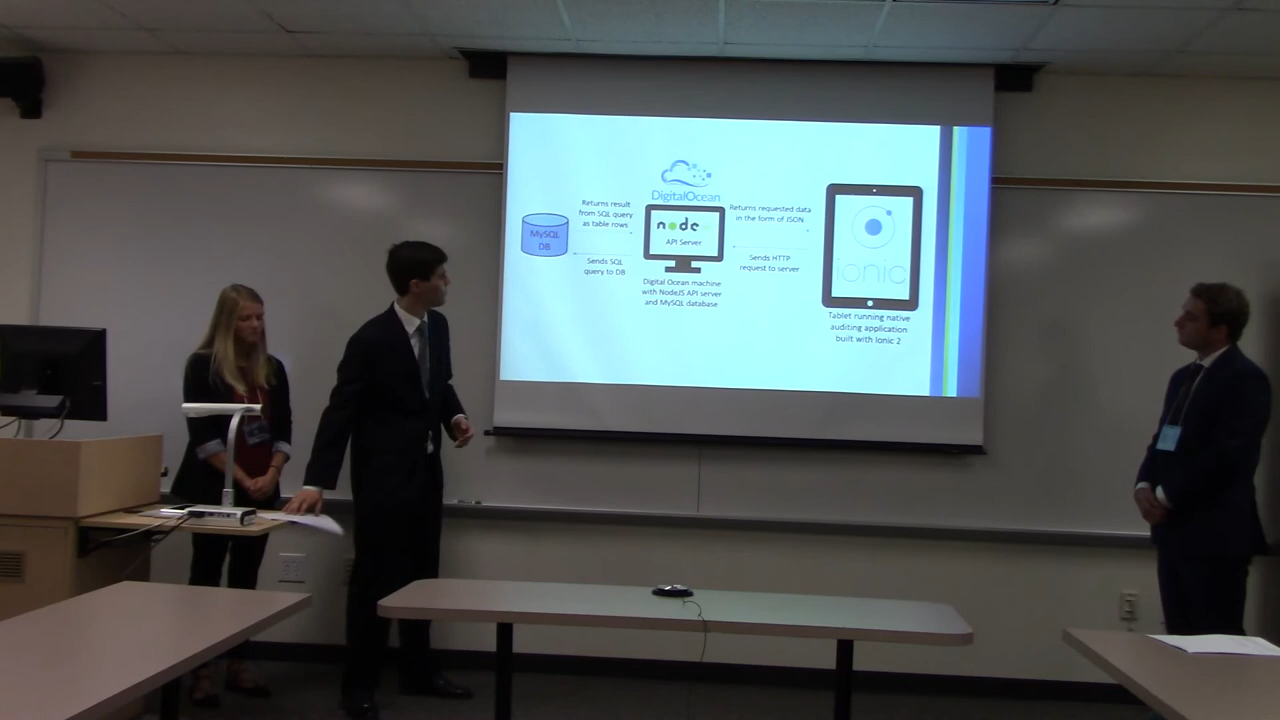 DigitalOcean
Returns result
from SQL query
as table rows
MySQL
DB
Sends SQL
query to DB
node
API Server
Digital Ocean machine
with NodeJS API server
and MySQL database
Returns requested data
in the form of JSON
Sends HTTP
request to server
ionic
Tablet running native
auditing application
built with Ionic 2